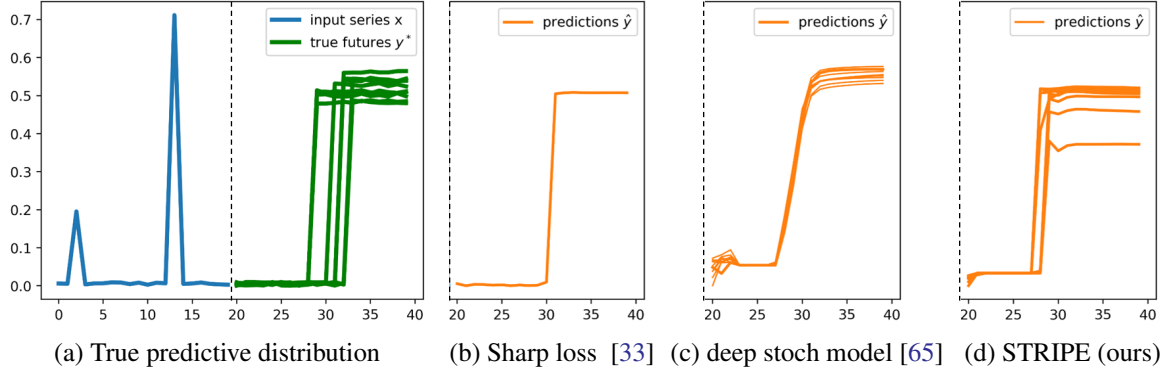 input series x
true futures y*
predictions ŷ
predictions ŷ
predictions ŷ
0.7
0.6
0.5
0.4
0.3
0.2
0.1
0.0
0 5 10 15 20 25 30 35 40
20 25 30 35 40
20 25 30 35 40
20 25 30 35 40
(a) True predictive distribution (b) Sharp loss [33] (c) deep stoch model [65] (d) STRIPE (ours)